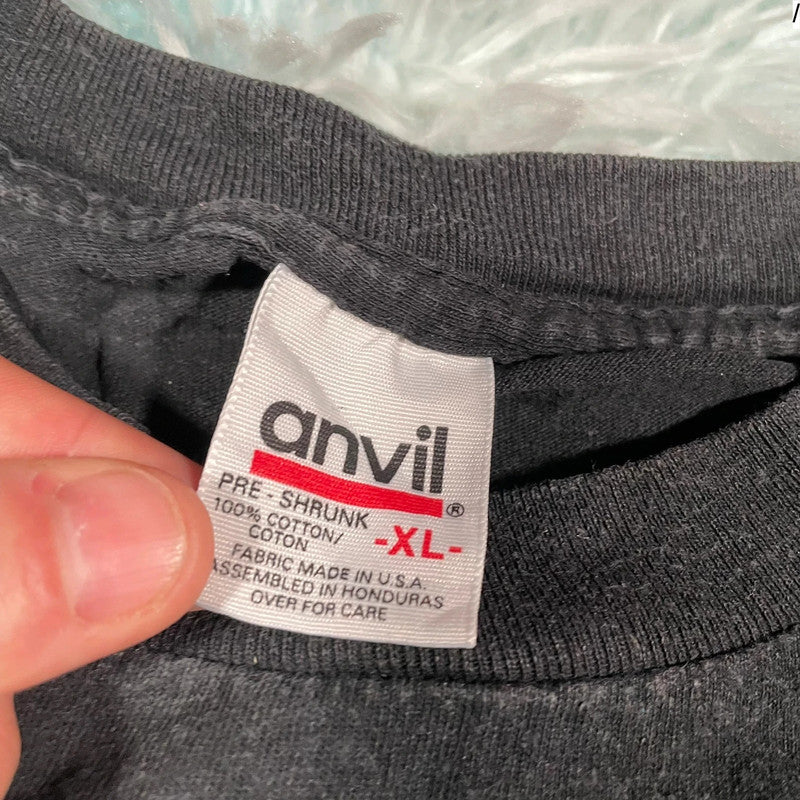 anvil
®
PRE - SHRUNK
100% COTTON/
COTON
-XL-
FABRIC MADE IN U.S.A.
ASSEMBLED IN HONDURAS
OVER FOR CARE